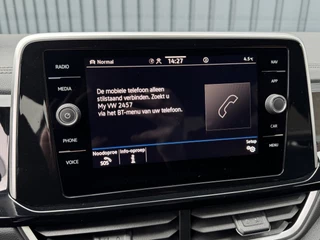 RADIO
MEDIA
PHONE
VOICE
Normal
14:27
4.5
De mobiele telefoon alleen
stilstaand verbinden. Zoekt u
My VW 2457
via het BT-menu van uw telefoon.
Noodoproep
SOS
Info-oproep
Setup
NAV
APP
CAR
MENU